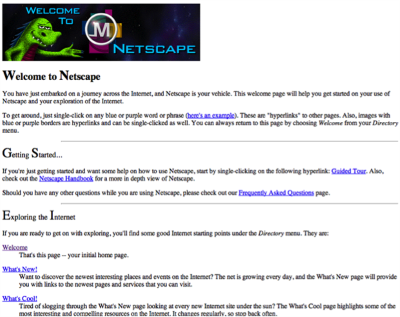 WELCOME
TO
M
NETSCAPE
Welcome to Netscape
You have just embarked on a journey across the Internet, and Netscape is your vehicle. This welcome page will help you get started on your use of
Netscape and your exploration of the Internet.
To get around, just single-click on any blue or purple word or phrase (here's an example). These are "hyperlinks" to other pages. Also, images with
blue or purple borders are hyperlinks and can be single-clicked as well. You can always return to this page by choosing Welcome from your Directory
menu.
Getting Started...
If you're just getting started and want some help on how to use Netscape, start by single-clicking on the following hyperlink: Guided Tour. Also,
check out the Netscape Handbook for a more in depth view of Netscape.
Should you have any other questions while you are using Netscape, please check out our Frequently Asked Questions page.
Exploring the Internet
If you are ready to get on with exploring, you'll find some good Internet starting points under the Directory menu. They are:
Welcome
That's this page -- your initial home page.
What's New!
Want to discover the newest interesting places and events on the Internet? The net is growing every day, and the What's New page will provide
you with links to the newest pages and services that you can visit.
What's Cool!
Tired of slogging through the What's New page looking at every new Internet site under the sun? The What's Cool page highlights some of the
most interesting and compelling resources on the Internet. It changes regularly, so stop back often.